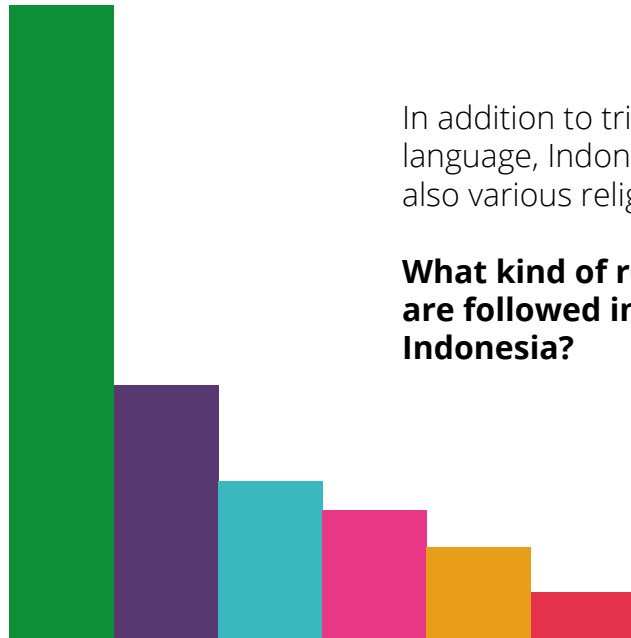 In addition to tri
language, Indon
also various relig
What kind of r
are followed in
Indonesia?